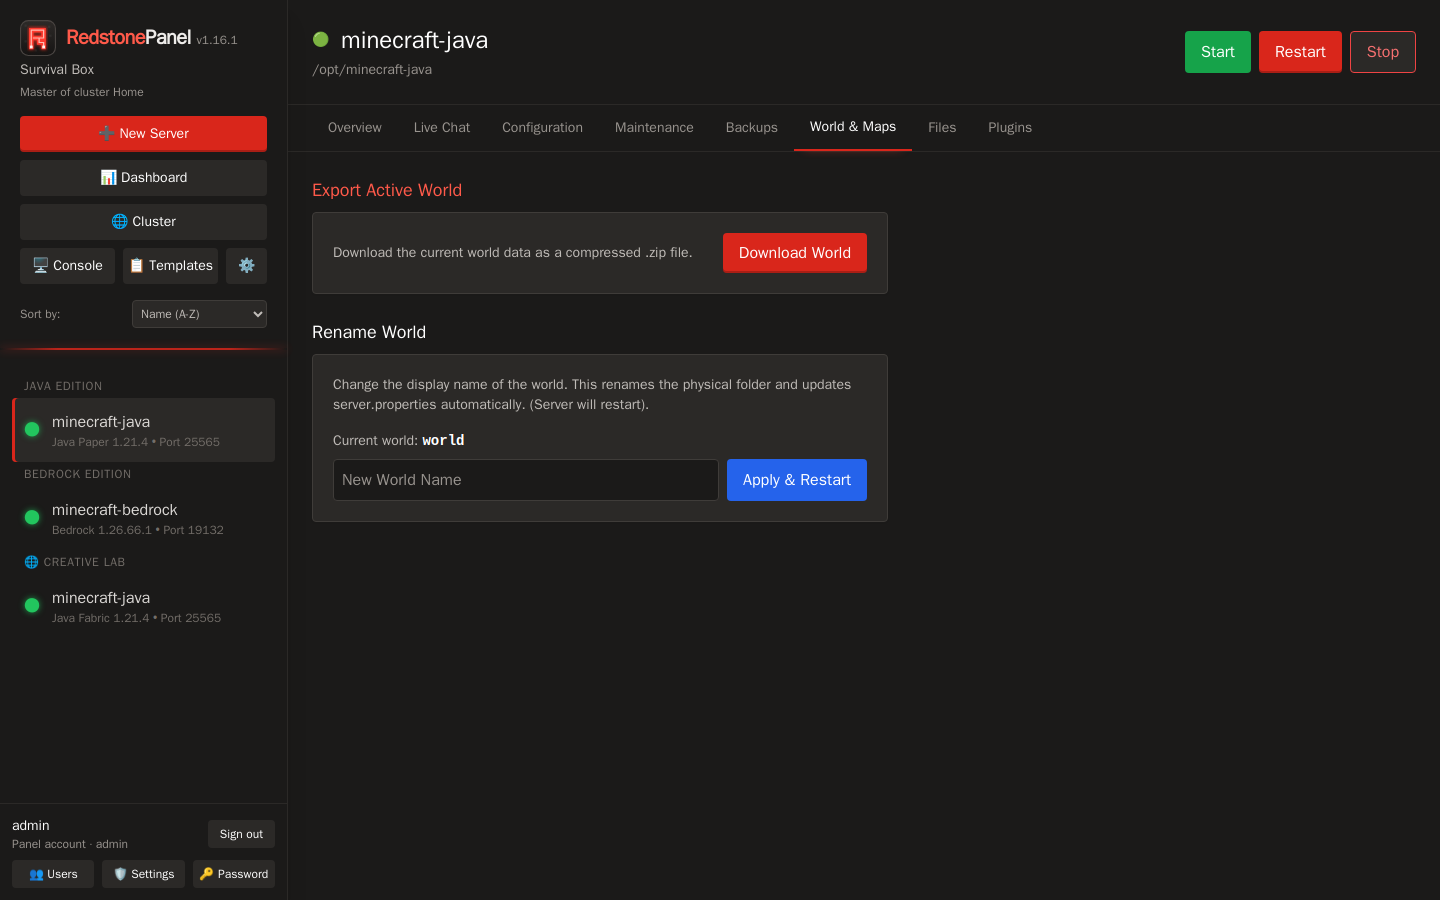 RedstonePanel v1.16.1
Survival Box
Master of cluster Home
➕ New Server
📊 Dashboard
🌐 Cluster
🖥️ Console
📋 Templates
Sort by:
Name (A-Z)
JAVA EDITION
minecraft-java
Java Paper 1.21.4 • Port 25565
BEDROCK EDITION
minecraft-bedrock
Bedrock 1.26.66.1 • Port 19132
🌐 CREATIVE LAB
minecraft-java
Java Fabric 1.21.4 • Port 25565
admin
Panel account · admin
Sign out
👥 Users
🛡️ Settings
🔑 Password
minecraft-java
/opt/minecraft-java
Start
Restart
Stop
Overview
Live Chat
Configuration
Maintenance
Backups
World & Maps
Files
Plugins
Export Active World
Download the current world data as a compressed .zip file.
Download World
Rename World
Change the display name of the world. This renames the physical folder and updates
server.properties automatically. (Server will restart).
Current world: world
New World Name
Apply & Restart